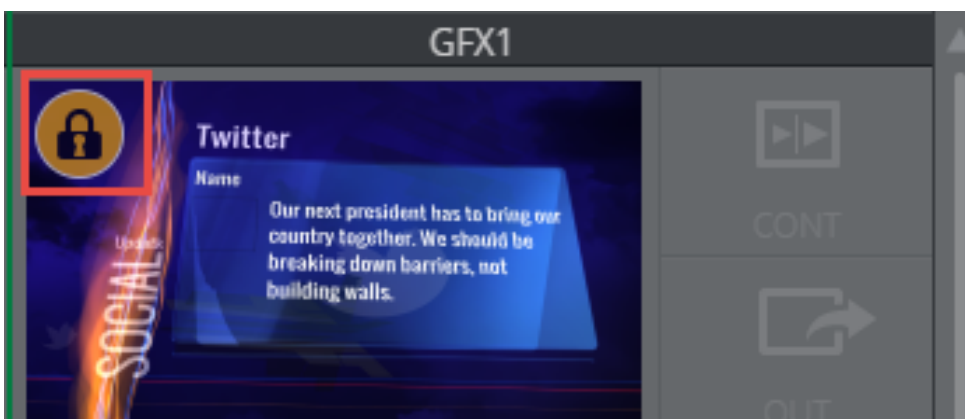 GFX1
Twitter
Name
Our next president has to bring our
country together. We should be
breaking down barriers, not
building walls.
Update
SOCIAL
CONT
OUT